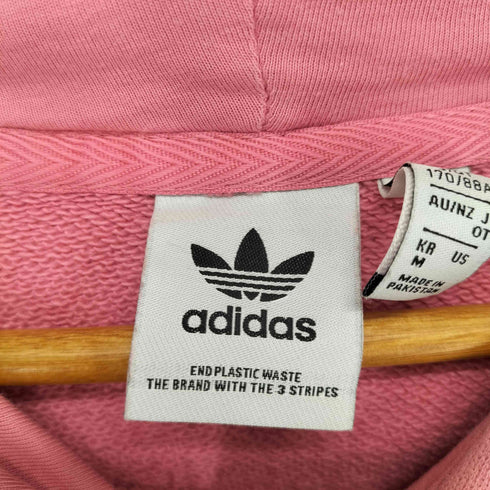 adidas
END PLASTIC WASTE
THE BRAND WITH THE 3 STRIPES
170/88A
AU/NZ J
OT
KR US
M
MADE IN
PAKISTAN